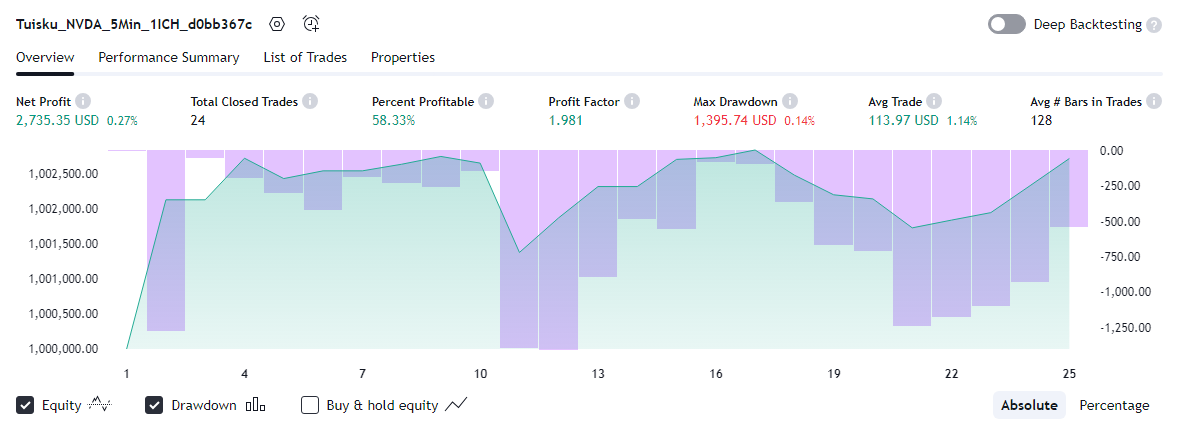 Tuisku_NVDA_5Min_1ICH_d0bb367c
Deep Backtesting ?
Overview Performance Summary List of Trades Properties
Net Profit Total Closed Trades Percent Profitable Profit Factor Max Drawdown Avg Trade Avg # Bars in Trades
2,735.35 USD 0.27% 24 58.33% 1.981 1,395.74 USD 0.14% 113.97 USD 1.14% 128
0.00
1,002,500.00 -250.00
1,002,000.00 -500.00
1,001,500.00 -750.00
1,001,000.00 -1,000.00
1,000,500.00 -1,250.00
1,000,000.00
1 4 7 10 13 16 19 22 25
Equity Drawdown Buy & hold equity Absolute Percentage